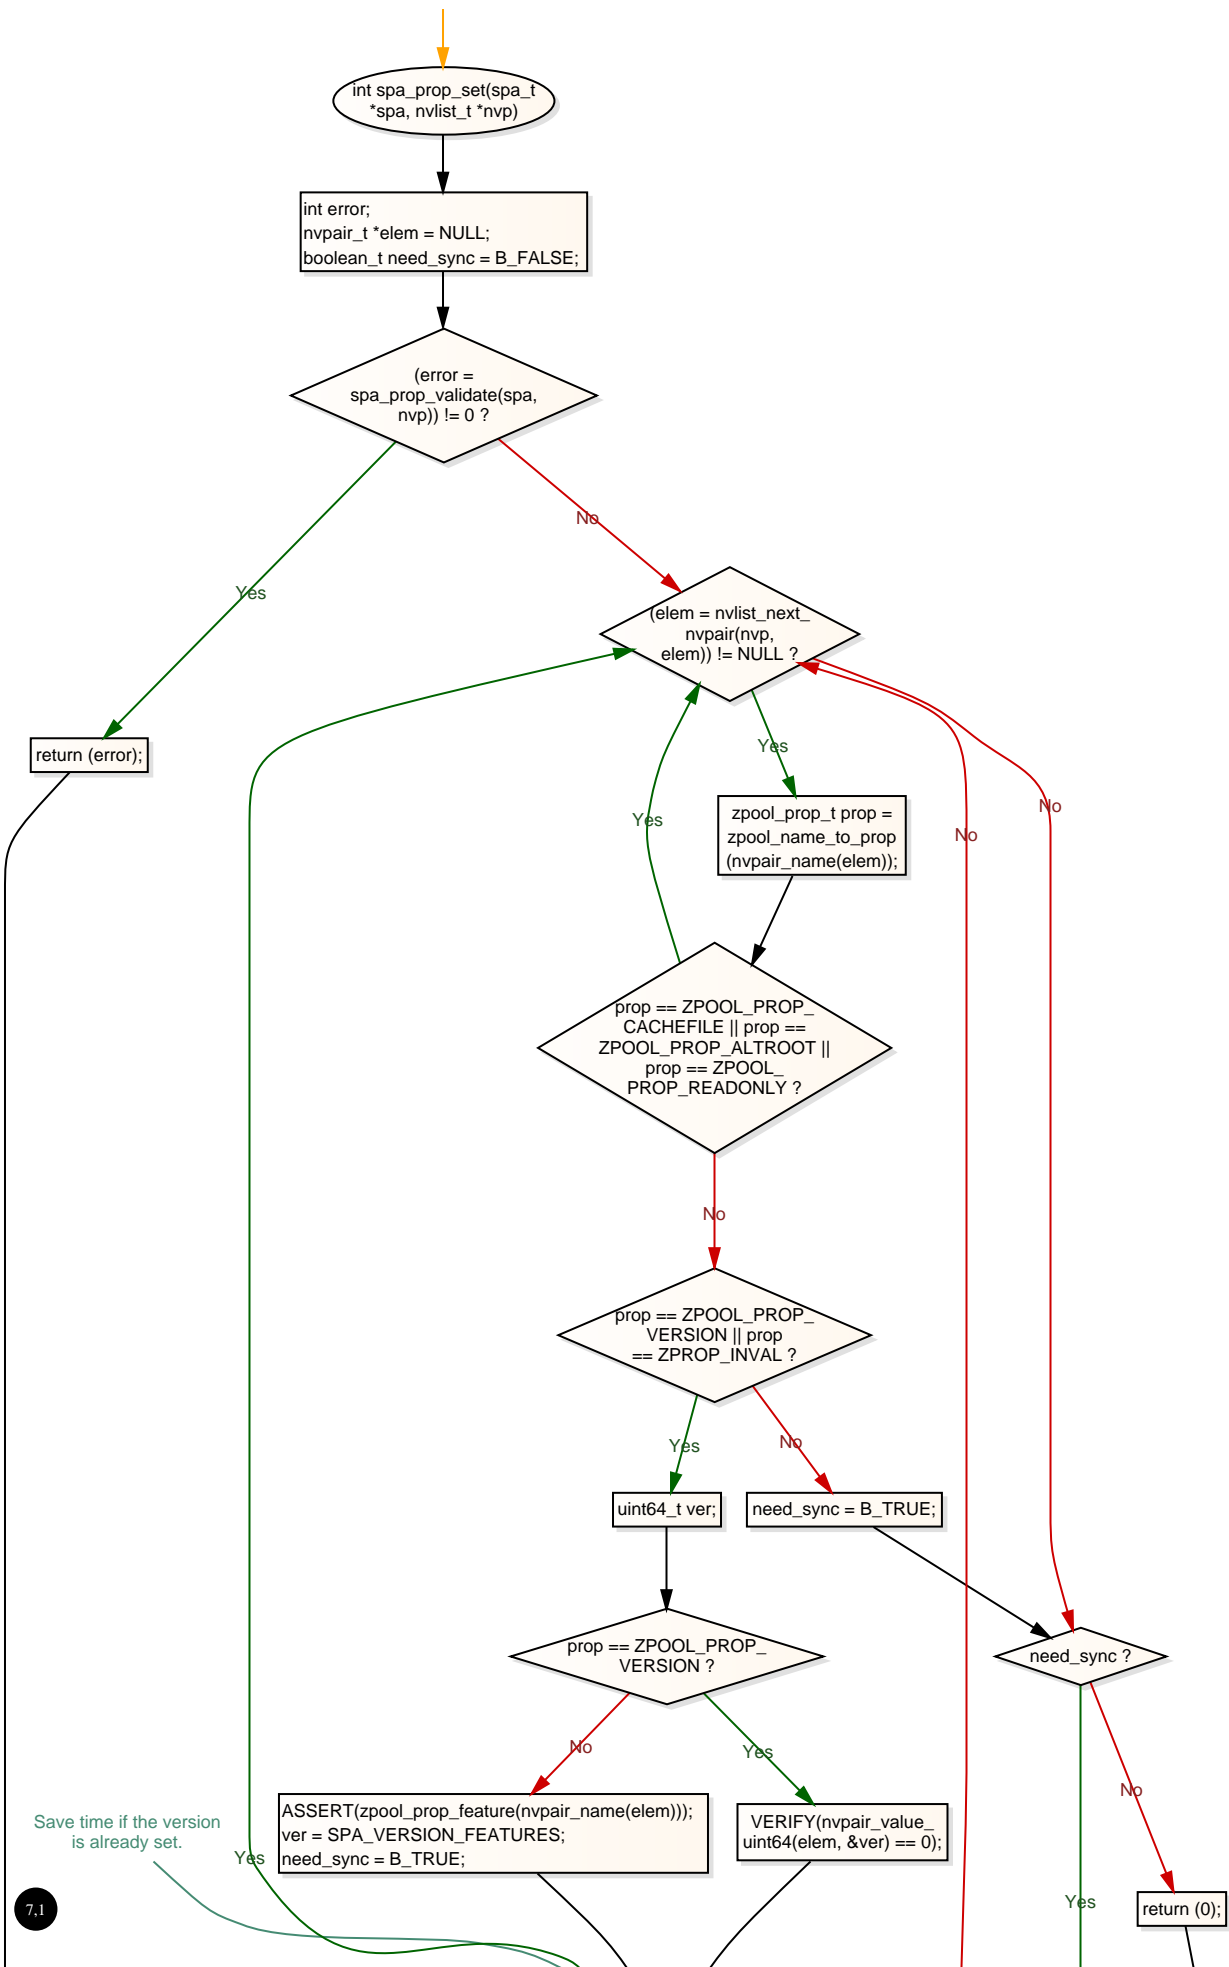 int spa_prop_set(spa_t
*spa, nvlist_t *nvp)
int error;
nvpair_t *elem = NULL;
boolean_t need_sync = B_FALSE;
(error =
spa_prop_validate(spa,
nvp)) != 0 ?
No
Yes
(elem = nvlist_next_
nvpair(nvp,
elem)) != NULL ?
return (error);
Yes
No
Yes
No
zpool_prop_t prop =
zpool_name_to_prop
(nvpair_name(elem));
prop == ZPOOL_PROP_
CACHEFILE || prop ==
ZPOOL_PROP_ALTROOT ||
prop == ZPOOL_
PROP_READONLY ?
No
prop == ZPOOL_PROP_
VERSION || prop
== ZPROP_INVAL ?
Yes
No
uint64_t ver;
need_sync = B_TRUE;
prop == ZPOOL_PROP_
VERSION ?
need_sync ?
No
Yes
No
ASSERT(zpool_prop_feature(nvpair_name(elem)));
ver = SPA_VERSION_FEATURES;
need_sync = B_TRUE;
VERIFY(nvpair_value_
uint64(elem, &ver) == 0);
Save time if the version
is already set.
Yes
Yes
return (0);
7,1